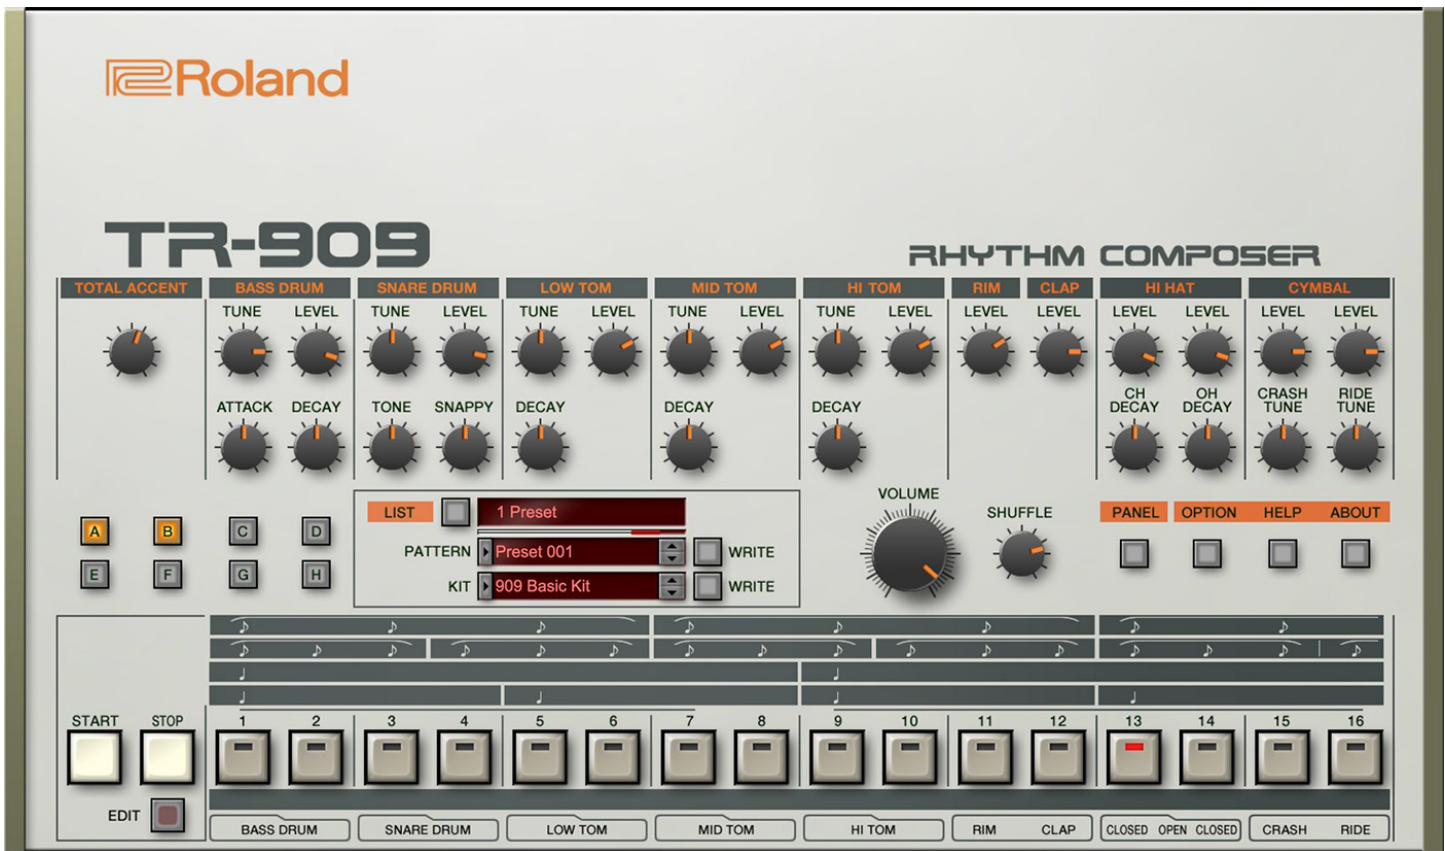 Roland
TR-909
RHYTHM COMPOSER
TOTAL ACCENT BASS DRUM SNARE DRUM LOW TOM MID TOM HI TOM RIM CLAP HI HAT CYMBAL
TUNE LEVEL TUNE LEVEL TUNE LEVEL TUNE LEVEL TUNE LEVEL LEVEL LEVEL LEVEL LEVEL LEVEL LEVEL
ATTACK DECAY TONE SNAPPY DECAY DECAY DECAY CH DECAY OH DECAY CRASH TUNE RIDE TUNE
VOLUME
A B C D LIST 1 Preset SHUFFLE PANEL OPTION HELP ABOUT
PATTERN Preset 001 WRITE
E F G H KIT 909 Basic Kit WRITE
START STOP 1 2 3 4 5 6 7 8 9 10 11 12 13 14 15 16
EDIT
BASS DRUM SNARE DRUM LOW TOM MID TOM HI TOM RIM CLAP CLOSED OPEN CLOSED CRASH RIDE